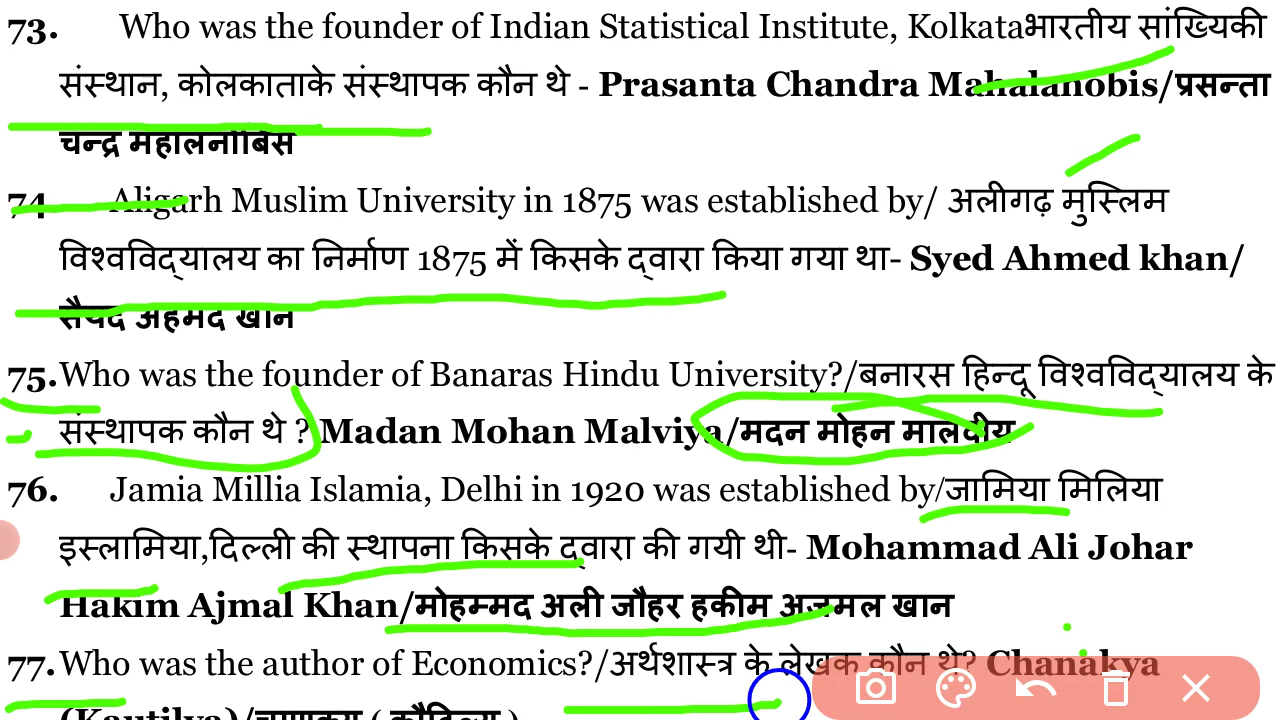 73. Who was the founder of Indian Statistical Institute, Kolkataभारतीय सांख्यिकी
संस्थान, कोलकाताके संस्थापक कौन थे - Prasanta Chandra Mahalanobis/प्रसन्ता
चन्द्र महालनोबिस
74. Aligarh Muslim University in 1875 was established by/ अलीगढ़ मुस्लिम
विश्वविद्यालय का निर्माण 1875 में किसके द्वारा किया गया था- Syed Ahmed khan/
सैयद अहमद खान
75.Who was the founder of Banaras Hindu University?/बनारस हिन्दू विश्वविद्यालय के
संस्थापक कौन थे ? Madan Mohan Malviya/मदन मोहन मालवीय
76. Jamia Millia Islamia, Delhi in 1920 was established by/जामिया मिलिया
इस्लामिया,दिल्ली की स्थापना किसके द्वारा की गयी थी- Mohammad Ali Johar
Hakim Ajmal Khan/मोहम्मद अली जौहर हकीम अजमल खान
77.Who was the author of Economics?/अर्थशास्त्र के लेखक कौन थे? Chanakya
(Kautilya)/चाणक्य ( कौटिल्य )